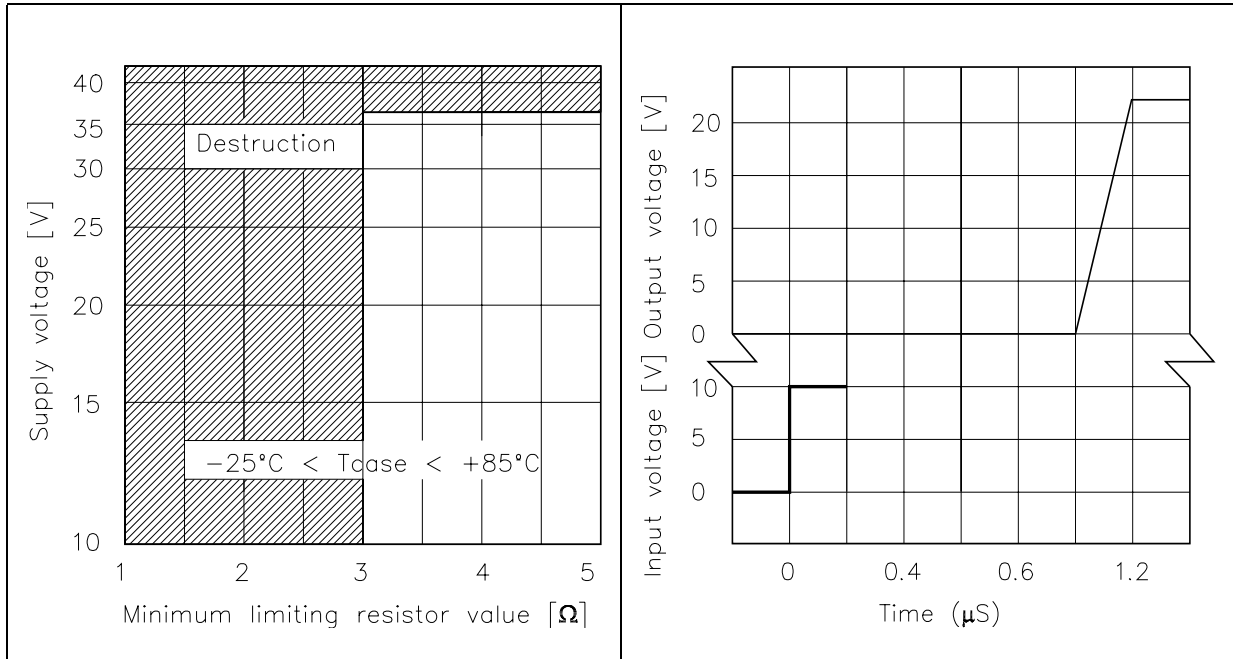 Supply voltage [V]
40
35
30
25
20
15
10
Destruction
-25°C < Tcase < +85°C
1 2 3 4 5
Minimum limiting resistor value [Ω]
Output voltage [V]
20
15
10
5
0
Input voltage [V]
10
5
0
0 0.4 0.6 1.2
Time (μS)